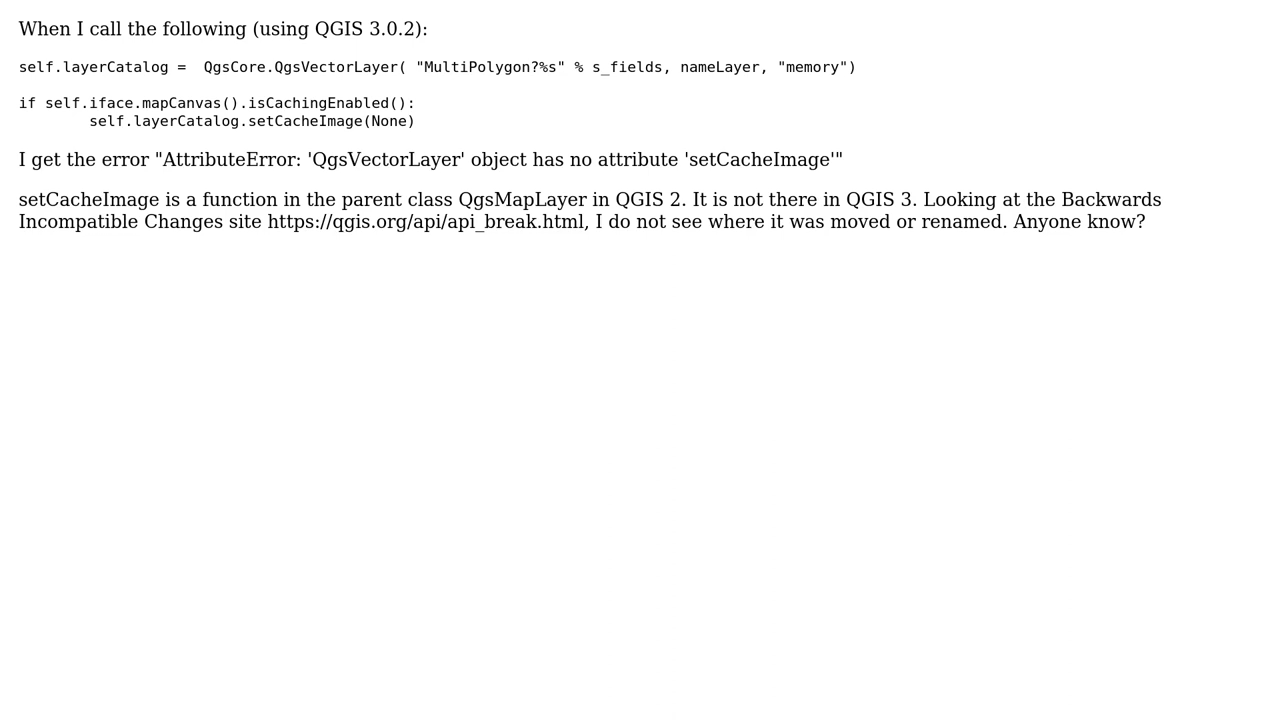 When I call the following (using QGIS 3.0.2):
self.layerCatalog =  QgsCore.QgsVectorLayer( "MultiPolygon?%s" % s_fields, nameLayer, "memory")
if self.iface.mapCanvas().isCachingEnabled():
        self.layerCatalog.setCacheImage(None)
I get the error "AttributeError: 'QgsVectorLayer' object has no attribute 'setCacheImage'"
setCacheImage is a function in the parent class QgsMapLayer in QGIS 2. It is not there in QGIS 3. Looking at the Backwards
Incompatible Changes site https://qgis.org/api/api_break.html, I do not see where it was moved or renamed. Anyone know?